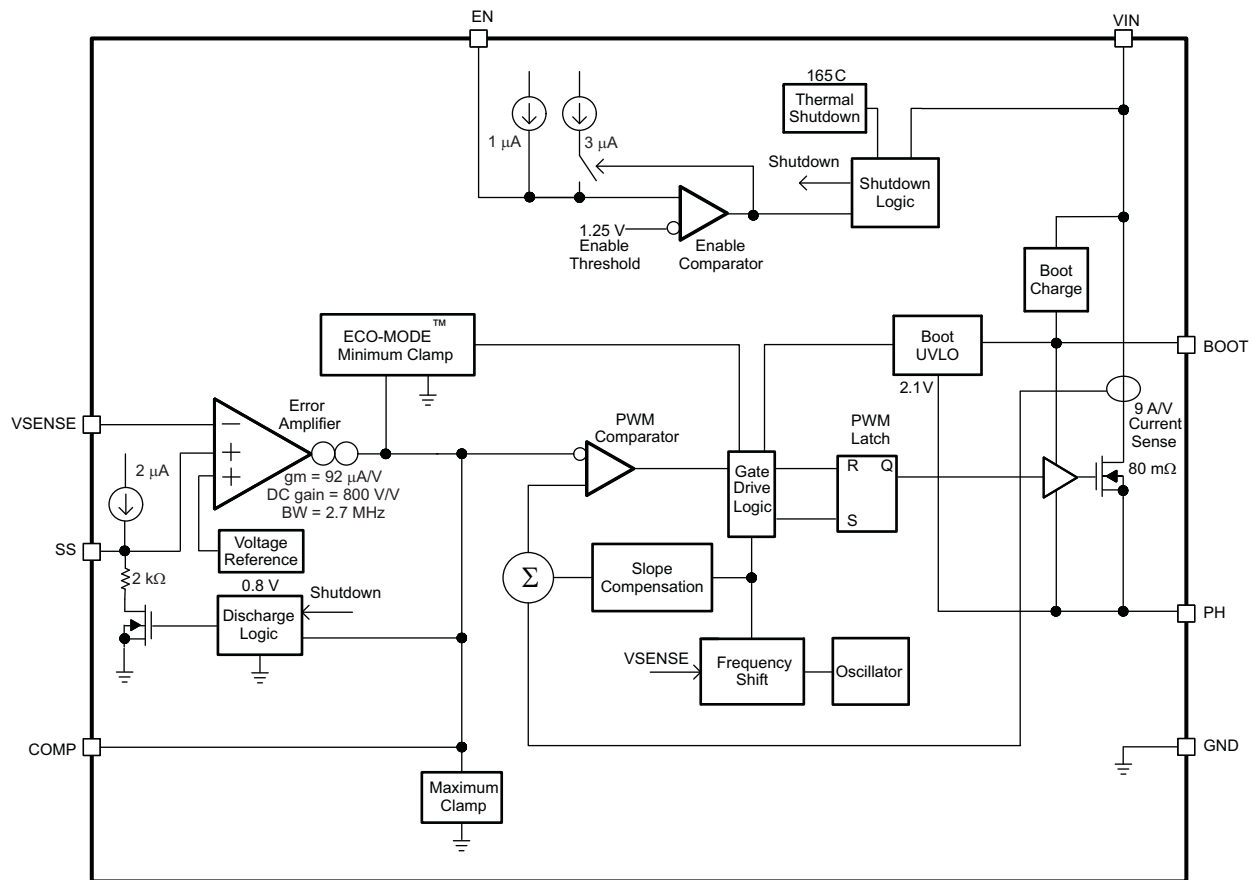 EN
VIN
165C
Thermal
Shutdown
1 μA
3 μA
Shutdown
Shutdown
Logic
1.25 V
Enable
Threshold
Enable
Comparator
Boot
Charge
ECO-MODE™
Minimum Clamp
Boot
UVLO
BOOT
2.1V
9 A/V
Current
Sense
80 mΩ
VSENSE
Error
Amplifier
PWM
Comparator
PWM
Latch
−
+
+
gm = 92 μA/V
DC gain = 800 V/V
BW = 2.7 MHz
Gate
Drive
Logic
R
Q
S
2 μA
SS
Voltage
Reference
2 kΩ
0.8 V
Shutdown
Discharge
Logic
Σ
Slope
Compensation
PH
VSENSE
Frequency
Shift
Oscillator
COMP
GND
Maximum
Clamp